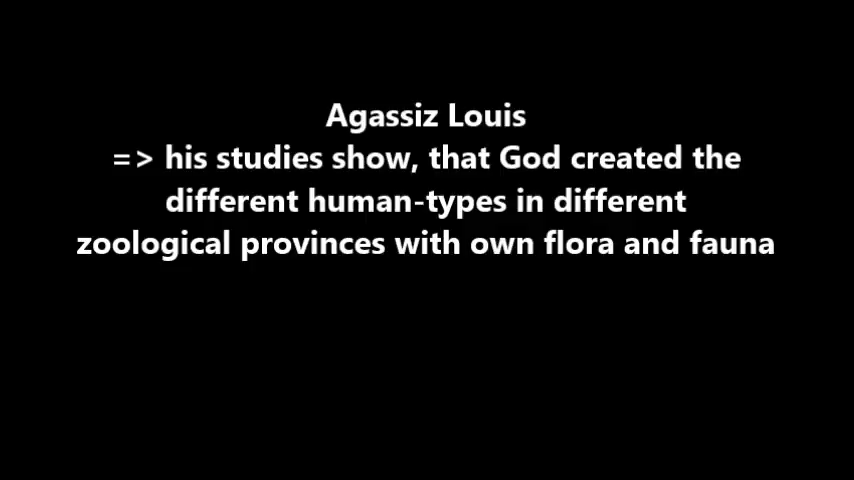 Agassiz Louis
=> his studies show, that God created the
different human-types in different
zoological provinces with own flora and fauna